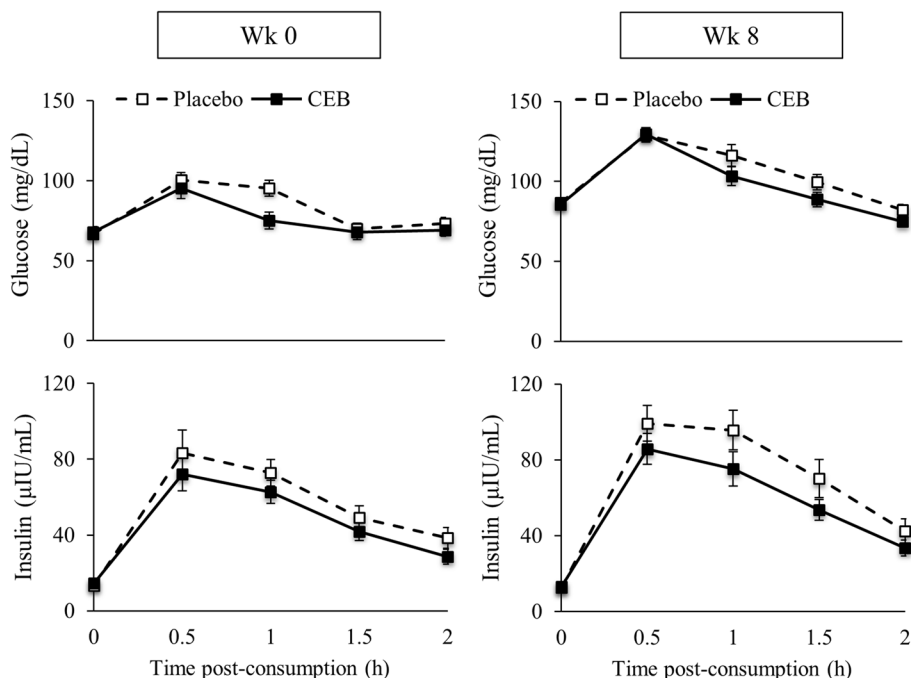 Wk 0
Wk 8
Placebo CEB
Placebo CEB
Glucose (mg/dL)
150
100
50
0
Glucose (mg/dL)
150
100
50
0
Insulin (µIU/mL)
120
80
40
0
0 0.5 1 1.5 2
Time post-consumption (h)
Insulin (µIU/mL)
120
80
40
0
0 0.5 1 1.5 2
Time post-consumption (h)